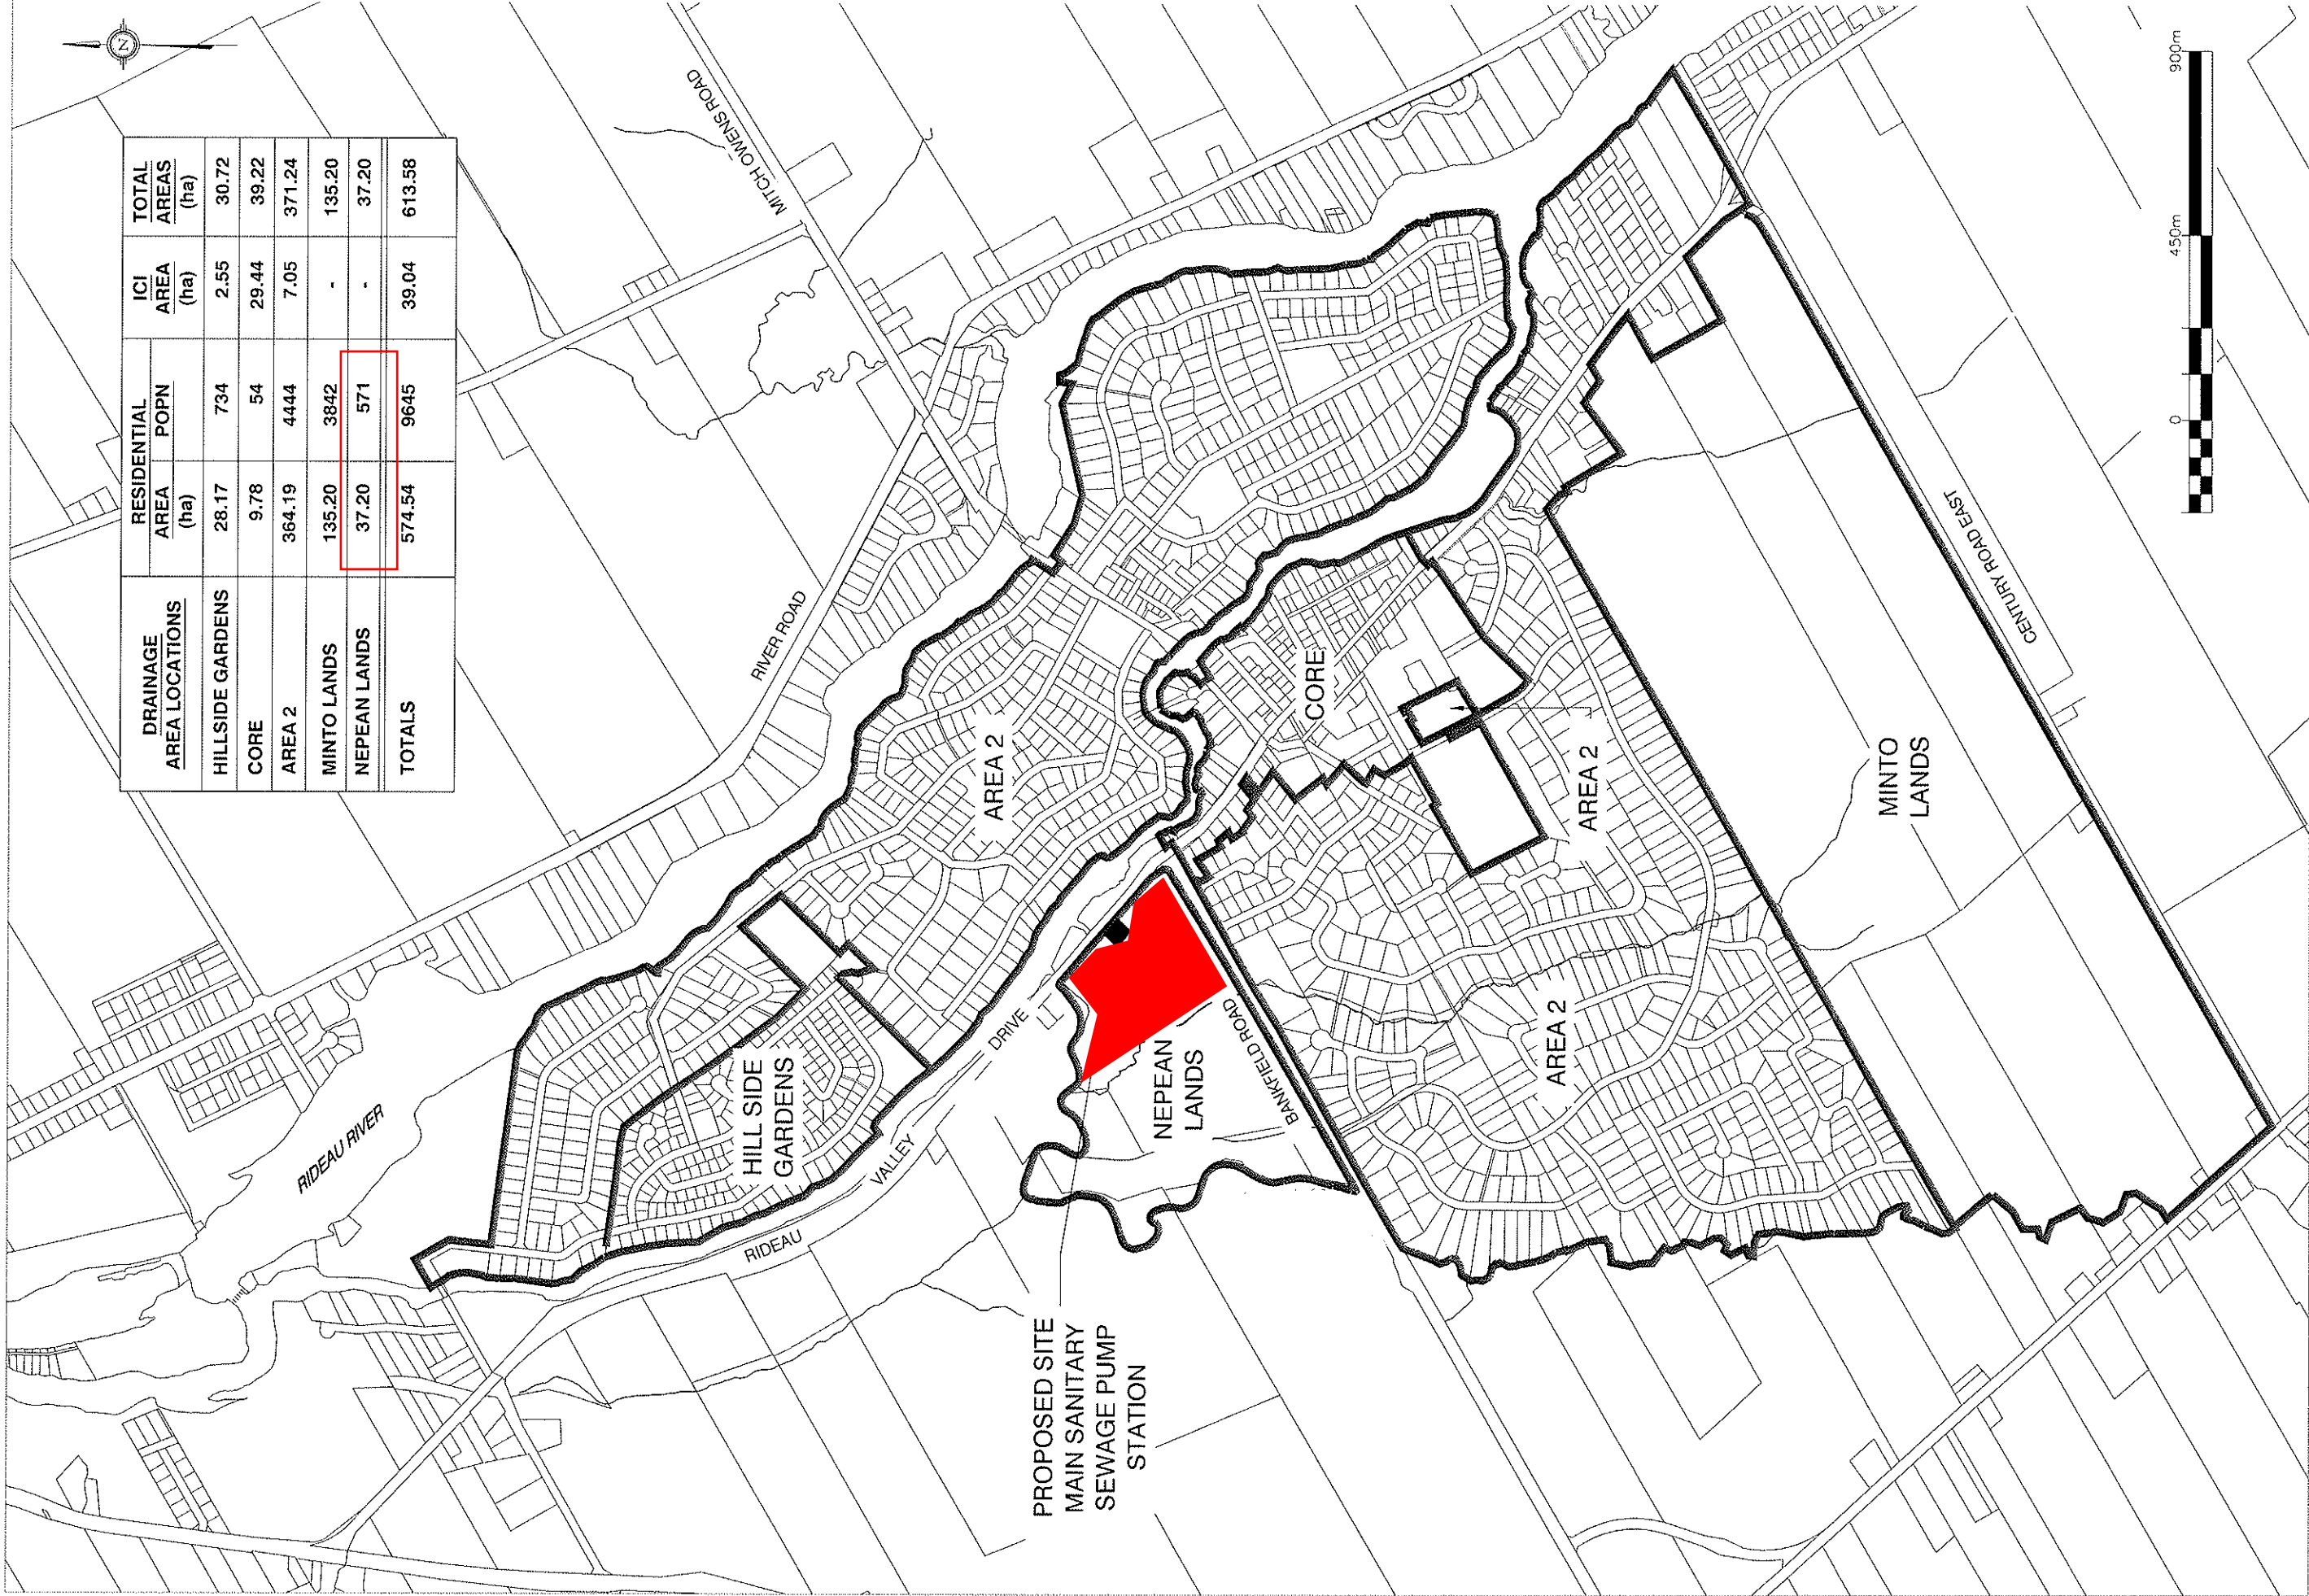 N
DRAINAGE
AREA LOCATIONS
RESIDENTIAL
AREA
(ha)
POPN
ICI
AREA
(ha)
TOTAL
AREAS
(ha)
HILLSIDE GARDENS 28.17 734 2.55 30.72
CORE 9.78 54 29.44 39.22
AREA 2 364.19 4444 7.05 371.24
MINTO LANDS 135.20 3842 - 135.20
NEPEAN LANDS 37.20 571 - 37.20
TOTALS 574.54 9645 39.04 613.58
MITCH OWENS ROAD
RIVER ROAD
RIDEAU RIVER
HILL SIDE
GARDENS
AREA 2
RIDEAU
VALLEY
DRIVE
CORE
PROPOSED SITE
MAIN SANITARY
SEWAGE PUMP
STATION
NEPEAN
LANDS
BANKFIELD ROAD
AREA 2
AREA 2
MINTO
LANDS
CENTURY ROAD EAST
0
450m
900m